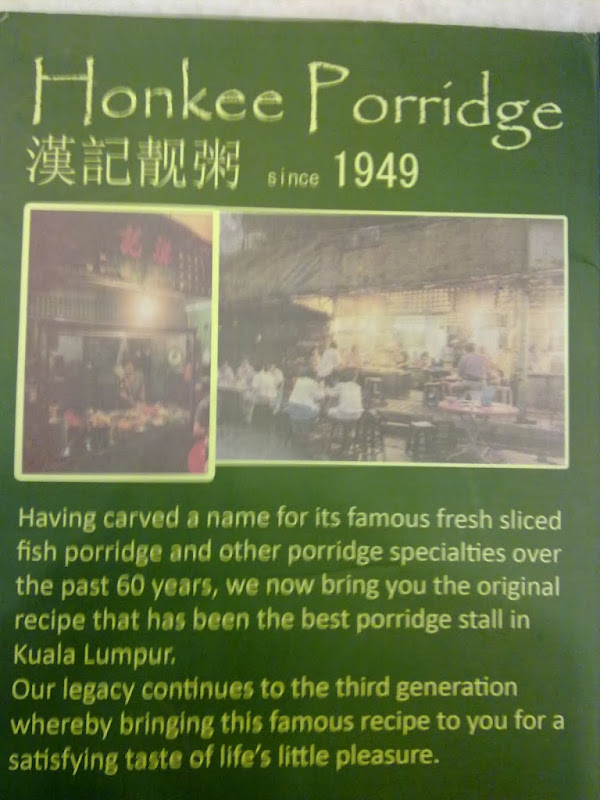 Honkee Porridge
漢記靚粥 since 1949
Having carved a name for its famous fresh sliced
fish porridge and other porridge specialties over
the past 60 years, we now bring you the original
recipe that has been the best porridge stall in
Kuala Lumpur.
Our legacy continues to the third generation
whereby bringing this famous recipe to you for a
satisfying taste of life's little pleasure.